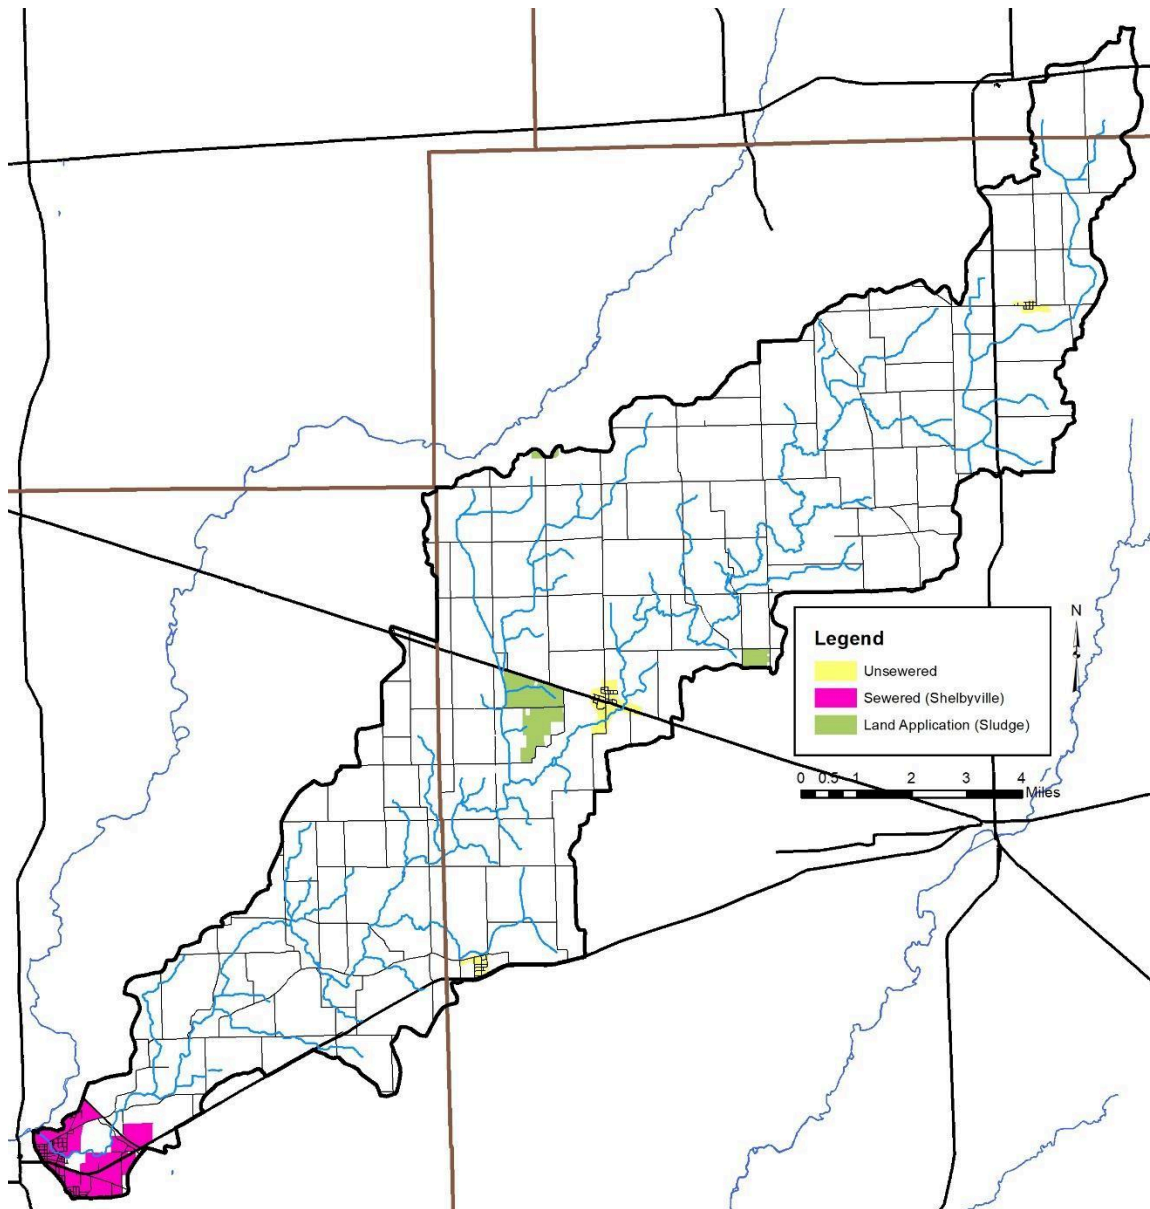 N
Legend
Unsewered
Sewered (Shelbyville)
Land Application (Sludge)
0 0.5 1 2 3 4
Miles